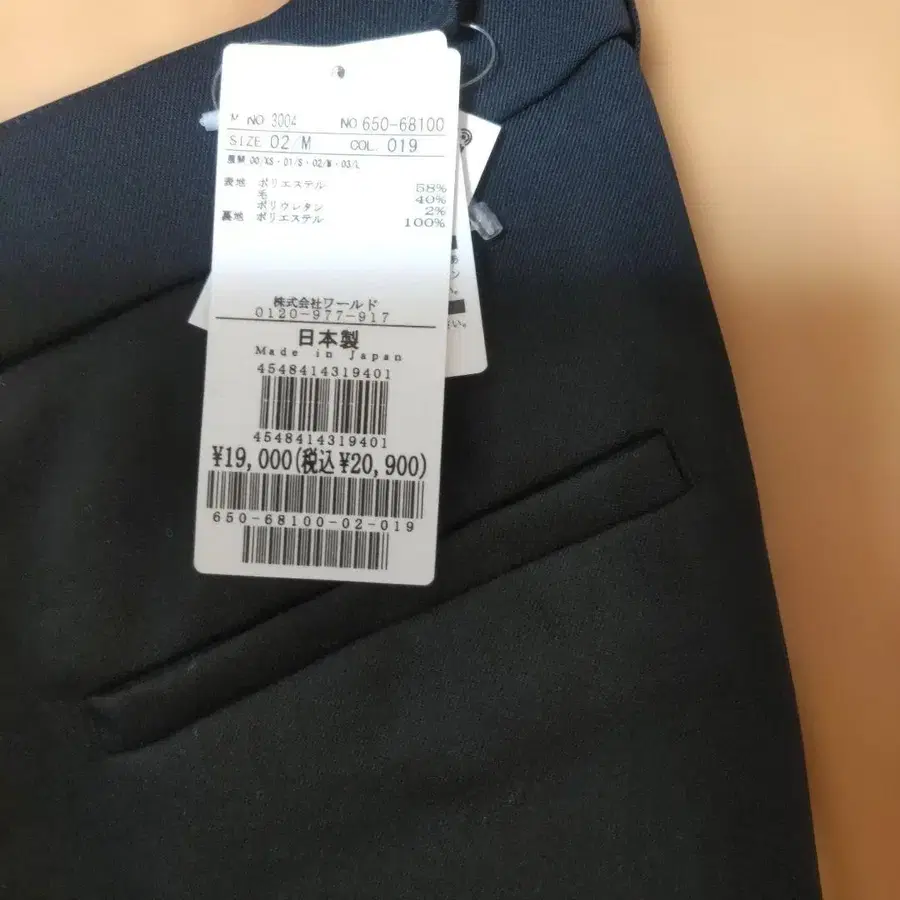 M NO 3004 NO 650-68100
SIZE 02/M COL. 019
展開 00/XS・01/S・02/M・03/L
表地 ポリエステル 58%
毛 40%
ポリウレタン 2%
裏地 ポリエステル 100%
株式会社ワールド
0120-977-917
日本製
Made in Japan
4548414319401
4548414319401
¥19,000(税込¥20,900)
650-68100-02-019